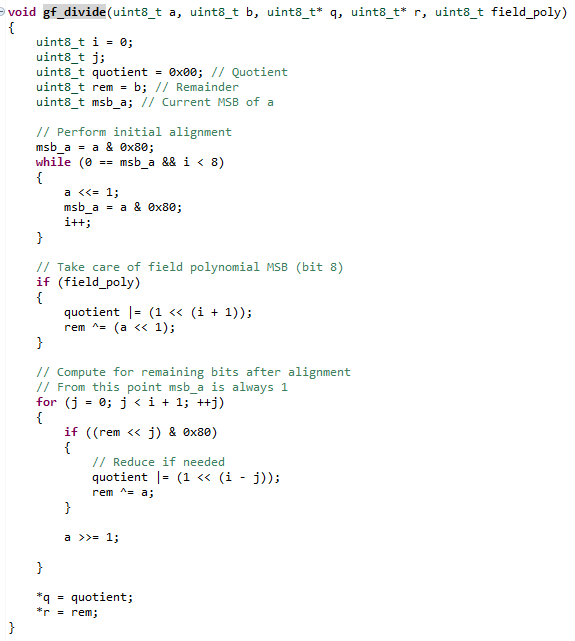 void gf_divide(uint8_t a, uint8_t b, uint8_t* q, uint8_t* r, uint8_t field_poly)
{
    uint8_t i = 0;
    uint8_t j;
    uint8_t quotient = 0x00; // Quotient
    uint8_t rem = b; // Remainder
    uint8_t msb_a; // Current MSB of a

    // Perform initial alignment
    msb_a = a & 0x80;
    while (0 == msb_a && i < 8)
    {
        a <<= 1;
        msb_a = a & 0x80;
        i++;
    }

    // Take care of field polynomial MSB (bit 8)
    if (field_poly)
    {
        quotient |= (1 << (i + 1));
        rem ^= (a << 1);
    }

    // Compute for remaining bits after alignment
    // From this point msb_a is always 1
    for (j = 0; j < i + 1; ++j)
    {
        if ((rem << j) & 0x80)
        {
            // Reduce if needed
            quotient |= (1 << (i - j));
            rem ^= a;
        }

        a >>= 1;

    }

    *q = quotient;
    *r = rem;
}